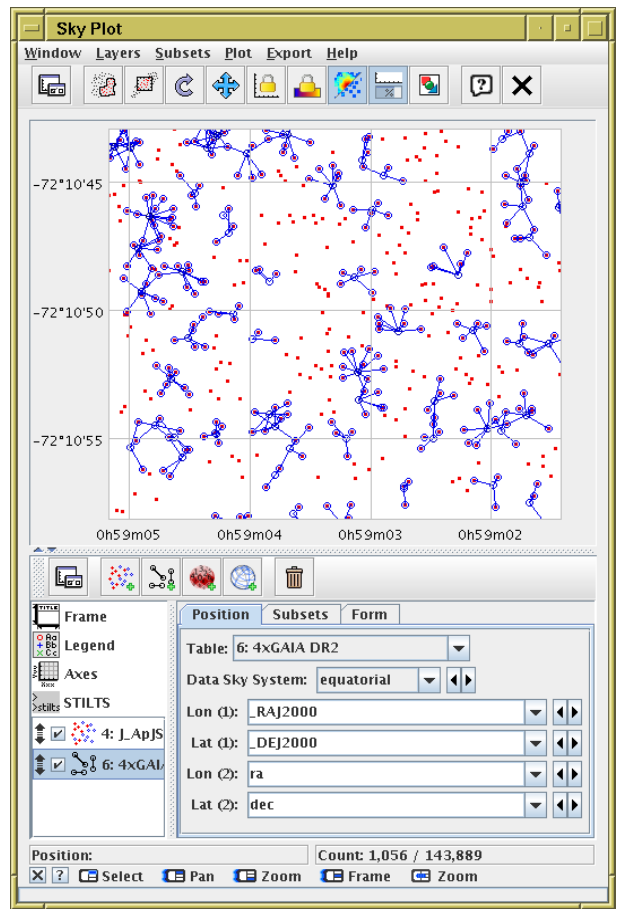 Sky Plot
Window Layers Subsets Plot Export Help
-72°10'45
-72°10'50
-72°10'55
0h59m05 0h59m04 0h59m03 0h59m02
Frame
Legend
Axes
STILTS
4: J_ApJS
6: 4xGAI
Position Subsets Form
Table: 6: 4xGAIA DR2
Data Sky System: equatorial
Lon (1): _RAJ2000
Lat (1): _DEJ2000
Lon (2): ra
Lat (2): dec
Position: Count: 1,056 / 143,889
Select Pan Zoom Frame Zoom